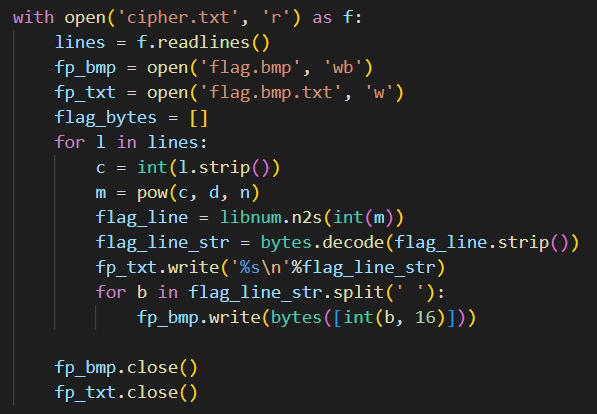 with open('cipher.txt', 'r') as f:
    lines = f.readlines()
    fp_bmp = open('flag.bmp', 'wb')
    fp_txt = open('flag.bmp.txt', 'w')
    flag_bytes = []
    for l in lines:
        c = int(l.strip())
        m = pow(c, d, n)
        flag_line = libnum.n2s(int(m))
        flag_line_str = bytes.decode(flag_line.strip())
        fp_txt.write('%s\n'%flag_line_str)
        for b in flag_line_str.split(' '):
            fp_bmp.write(bytes([int(b, 16)]))

    fp_bmp.close()
    fp_txt.close()